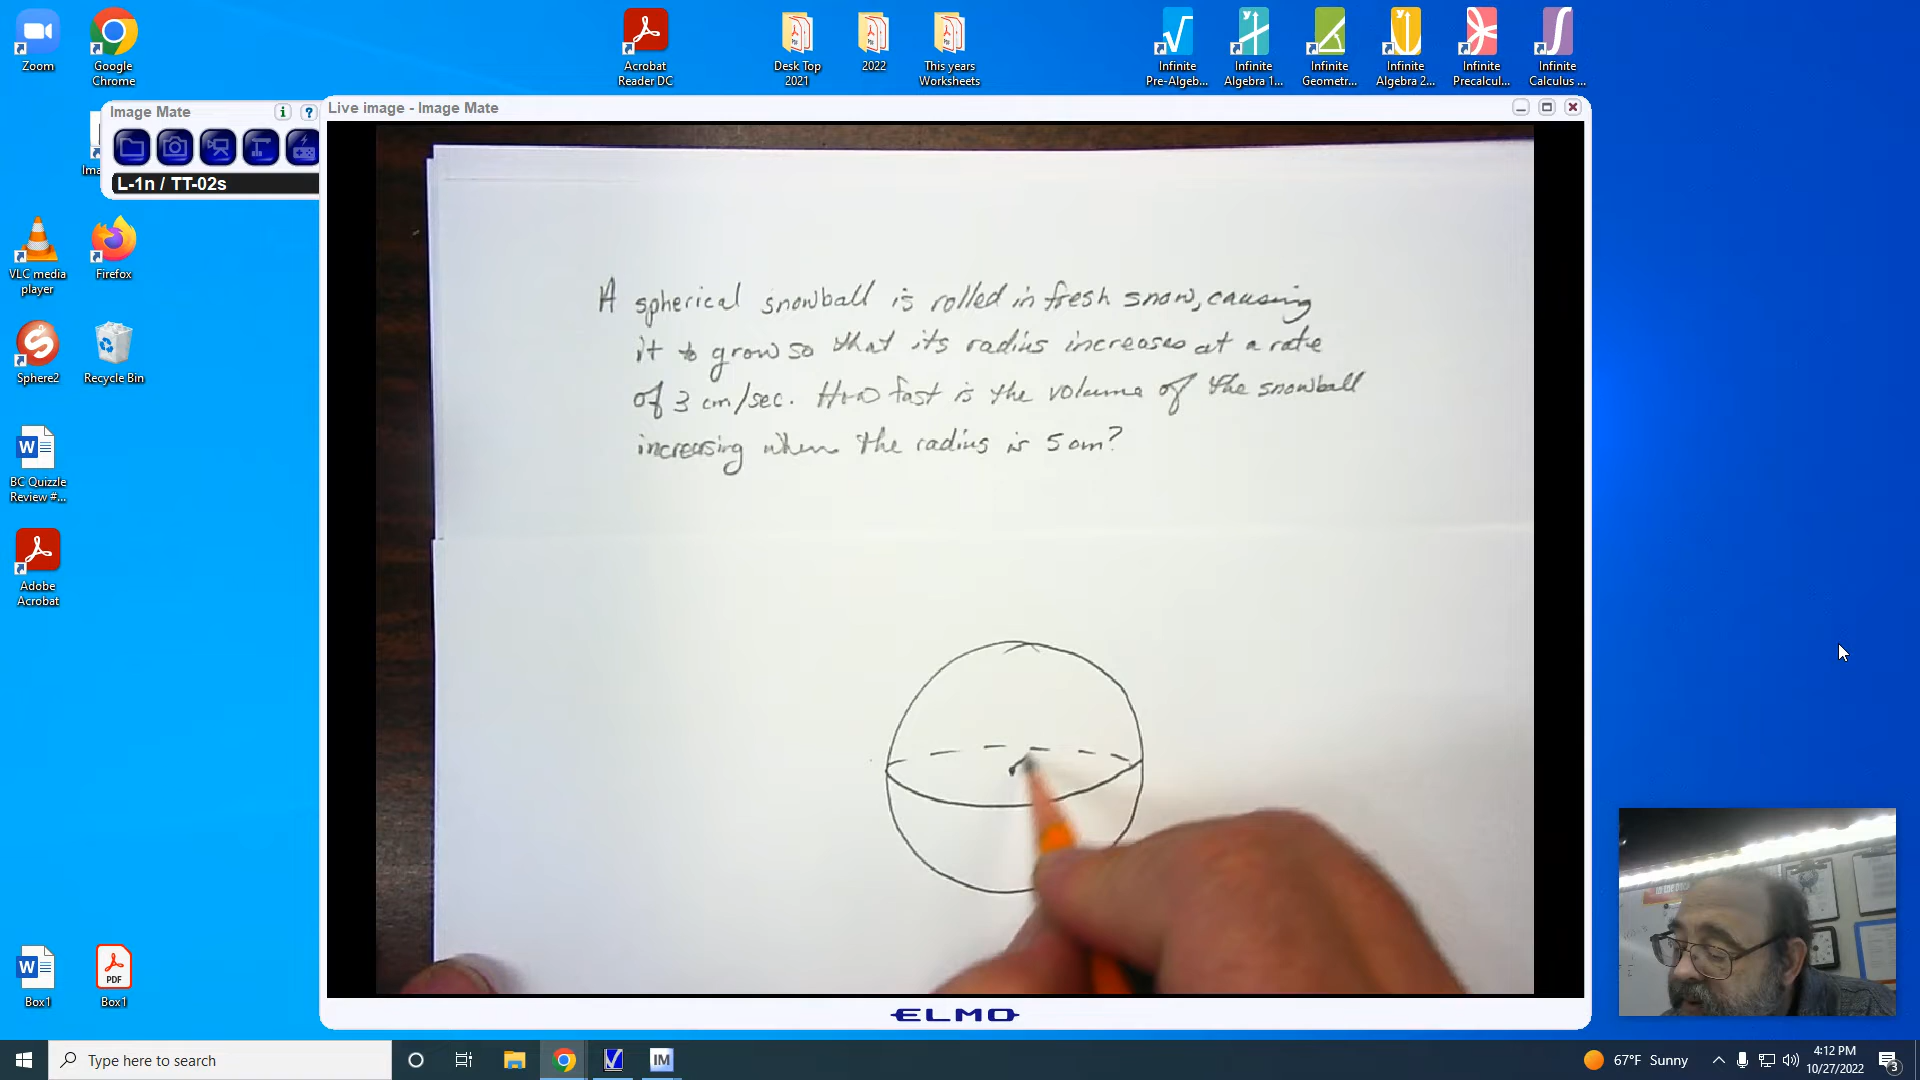 Zoom
Google Chrome
Acrobat Reader DC
Desk Top 2021
2022
This years Worksheets
Infinite Pre-Algeb...
Infinite Algebra 1...
Infinite Geometr...
Infinite Algebra 2...
Infinite Precalcul...
Infinite Calculus ...
Image Mate
Live image - Image Mate
L-1n / TT-02s
Ima
VLC media player
Firefox
Sphere2
Recycle Bin
BC Quizzle Review #...
Adobe Acrobat
A spherical snowball is rolled in fresh snow, causing
it to grow so that its radius increases at a rate
of 3 cm/sec. How fast is the volume of the snowball
increasing when the radius is 5 cm?
Box1
PDF
Box1
ELMO
Type here to search
IM
67°F Sunny
4:12 PM
10/27/2022
3